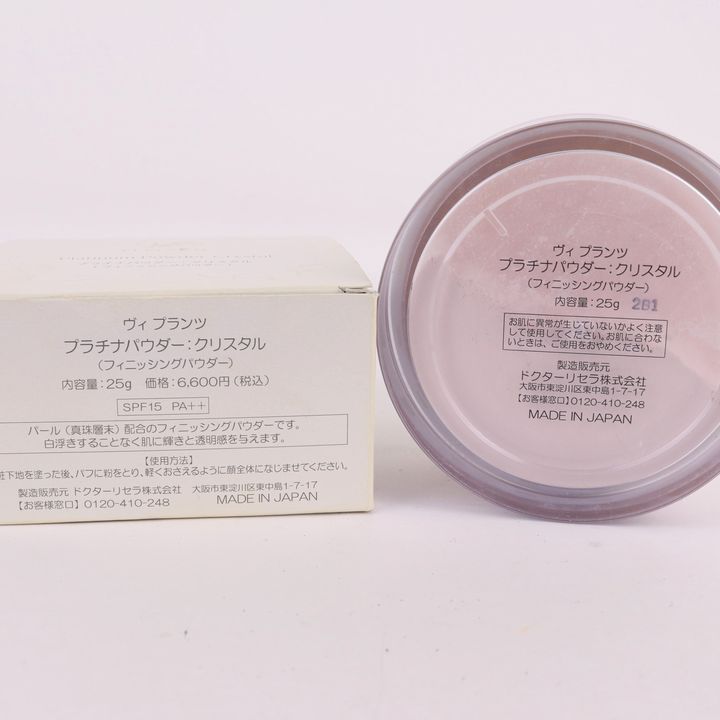 ヴィ プランツ
プラチナパウダー：クリスタル
（フィニッシングパウダー）
内容量：25g 価格：6,600円（税込）
SPF15 PA++
パール（真珠層末）配合のフィニッシングパウダーです。
白浮きすることなく肌に輝きと透明感を与えます。
【使用方法】
粧下地を塗った後、パフに粉をとり、軽くおさえるように顔全体になじませてください。
製造販売元 ドクターリセラ株式会社 大阪市東淀川区東中島1-7-17
【お客様窓口】0120-410-248 MADE IN JAPAN
ヴィ プランツ
プラチナパウダー：クリスタル
（フィニッシングパウダー）
内容量：25g 2B1
お肌に異常が生じていないかよく注意
して使用してください。お肌に合わな
いときは、ご使用をおやめください。
製造販売元
ドクターリセラ株式会社
大阪市東淀川区東中島1-7-17
【お客様窓口】0120-410-248
MADE IN JAPAN